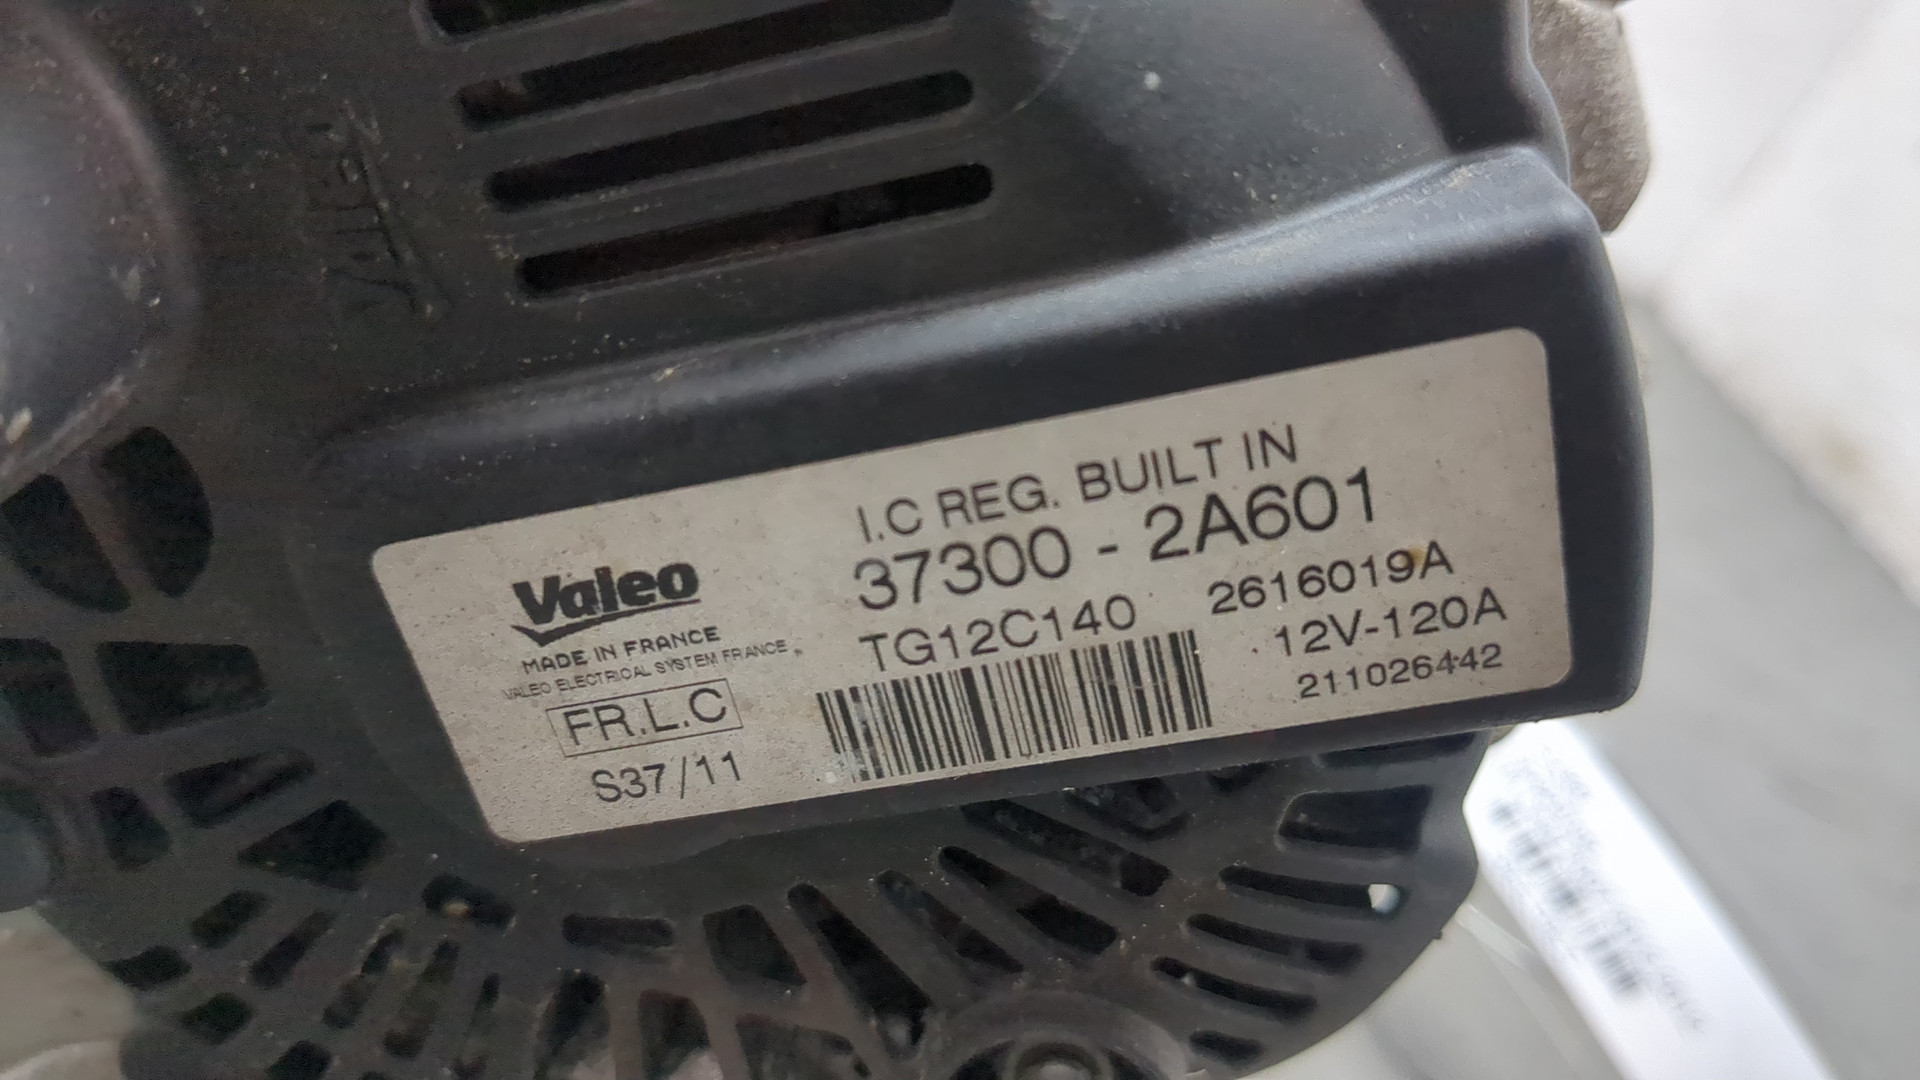 I.C REG. BUILT IN
37300 - 2A601
TG12C140 2616019A
12V-120A
211026442
Valeo
MADE IN FRANCE
VALEO ELECTRICAL SYSTEM FRANCE
FR.L.C
S37/11